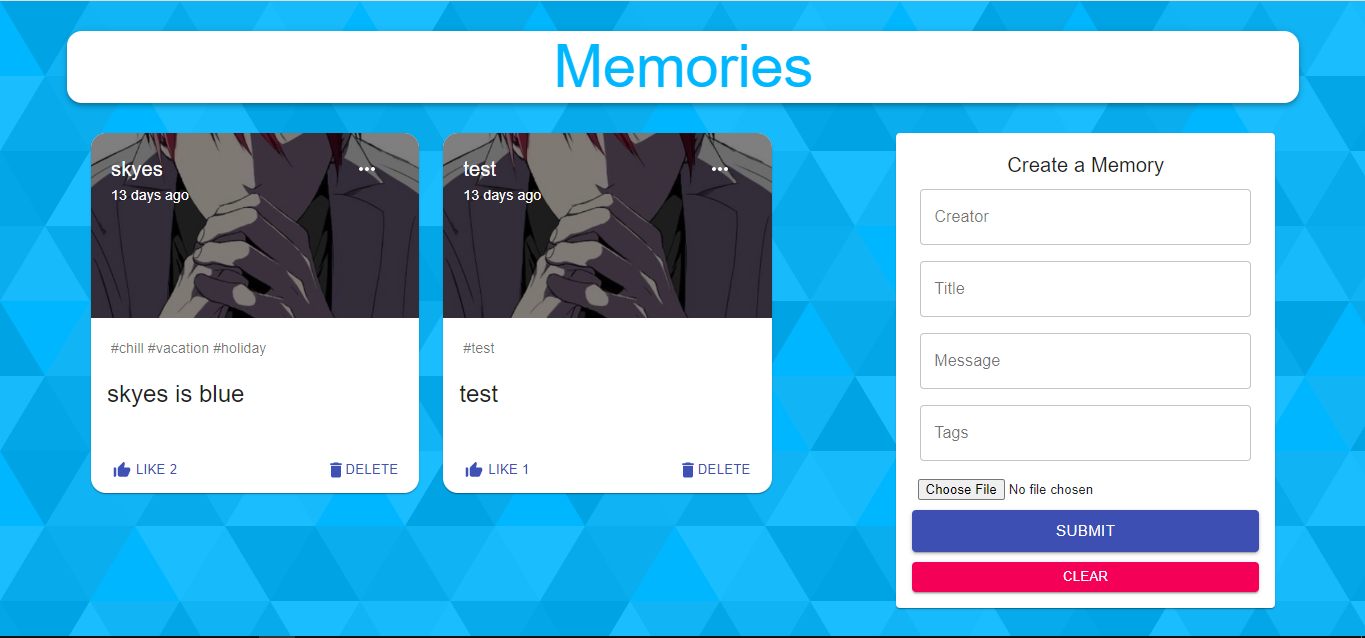 Memories
skyes
13 days ago
#chill #vacation #holiday
skyes is blue
LIKE 2 DELETE
test
13 days ago
#test
test
LIKE 1 DELETE
Create a Memory
Creator
Title
Message
Tags
Choose File No file chosen
SUBMIT
CLEAR